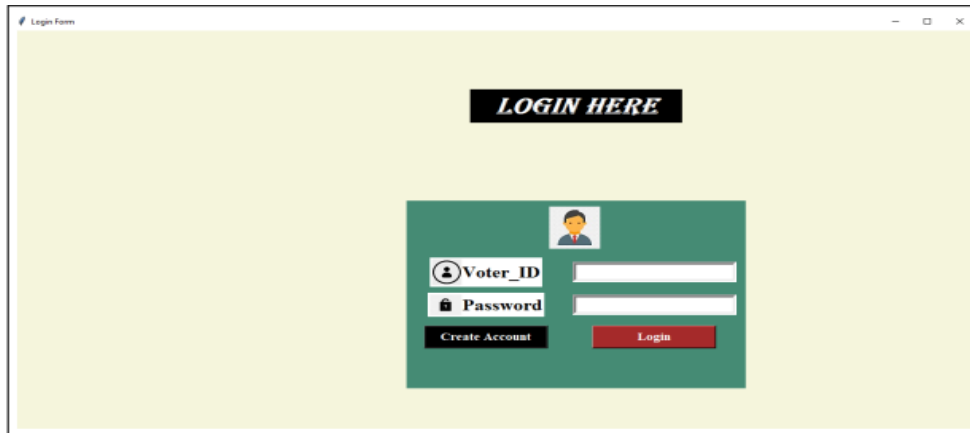 Login Form
LOGIN HERE
Voter_ID
Password
Create Account
Login